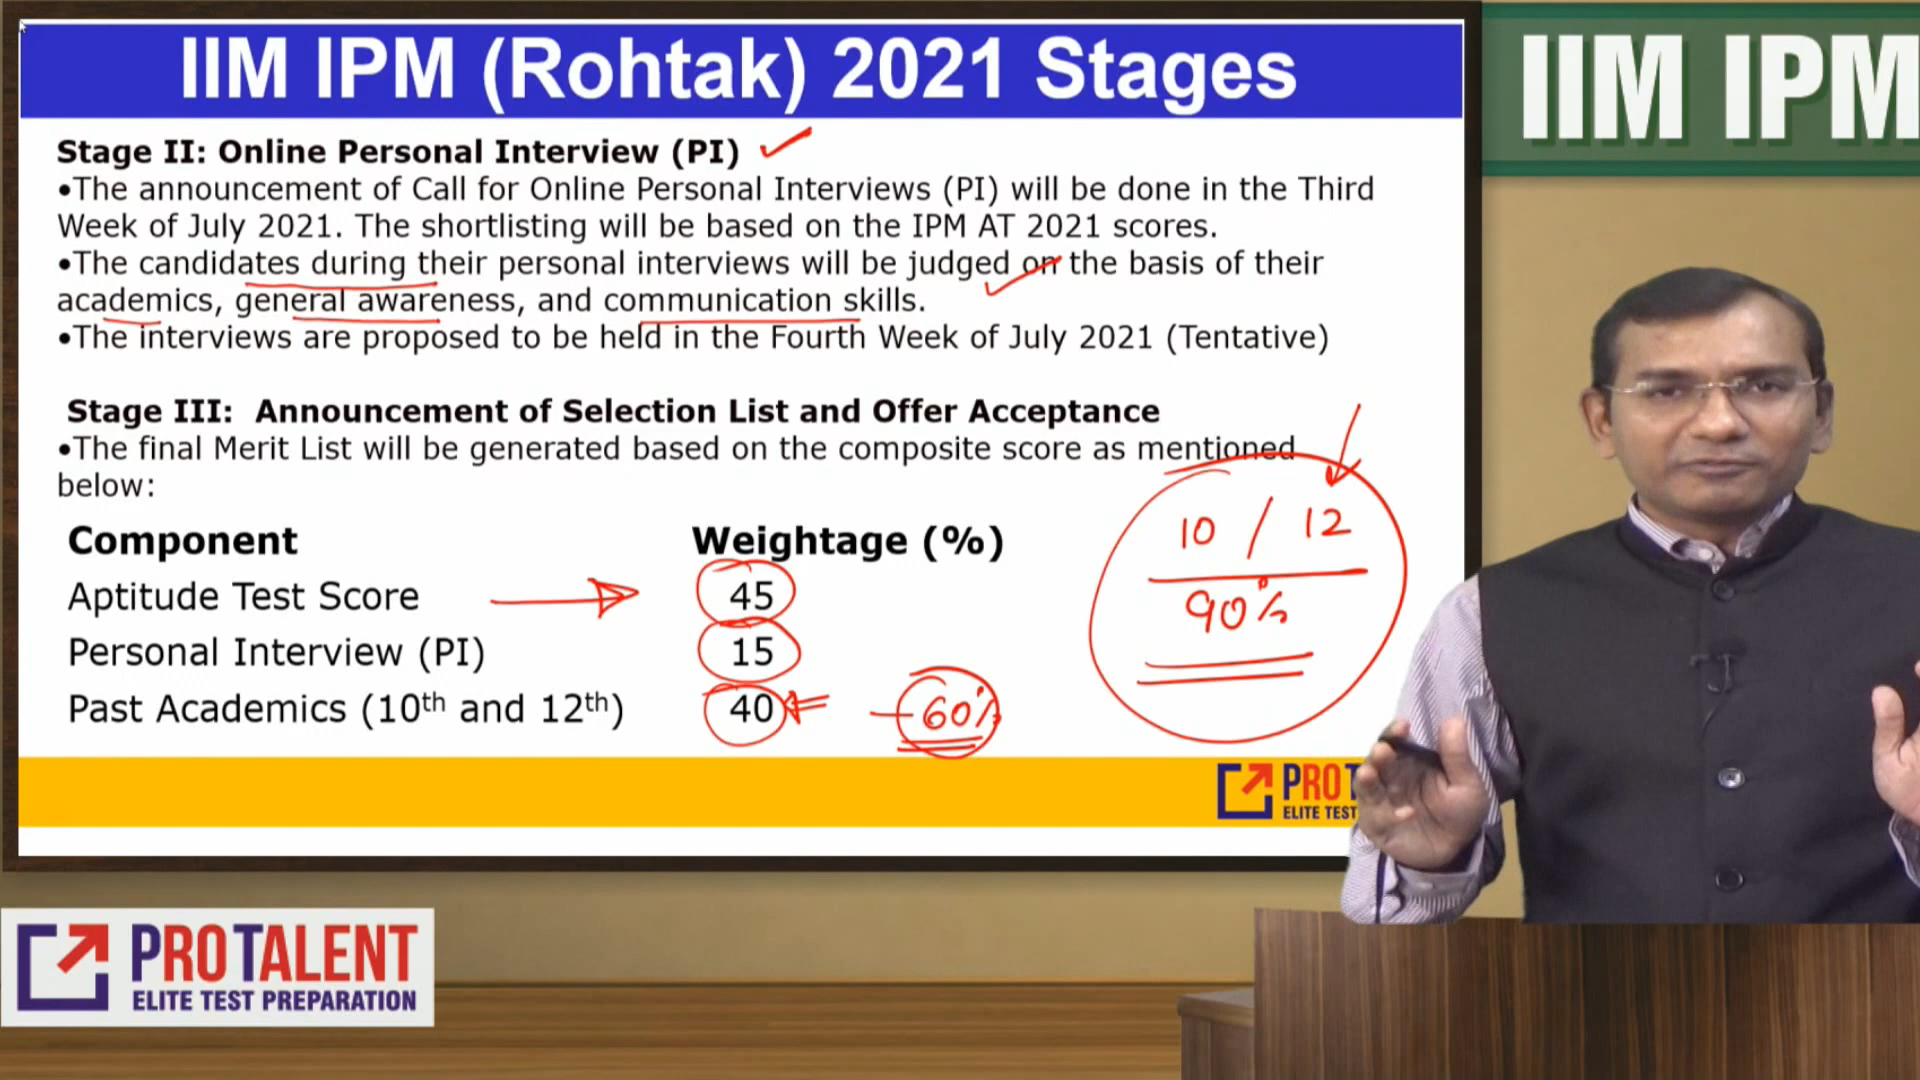 IIM IPM (Rohtak) 2021 Stages
IIM IPM
Stage II: Online Personal Interview (PI)
•The announcement of Call for Online Personal Interviews (PI) will be done in the Third
Week of July 2021. The shortlisting will be based on the IPM AT 2021 scores.
•The candidates during their personal interviews will be judged on the basis of their
academics, general awareness, and communication skills.
•The interviews are proposed to be held in the Fourth Week of July 2021 (Tentative)
Stage III: Announcement of Selection List and Offer Acceptance
•The final Merit List will be generated based on the composite score as mentioned
below:
Component Weightage (%)
Aptitude Test Score 45
Personal Interview (PI) 15
Past Academics (10th and 12th) 40
60%
10 / 12
90%
PROT
ELITE TEST
PROTALENT
ELITE TEST PREPARATION